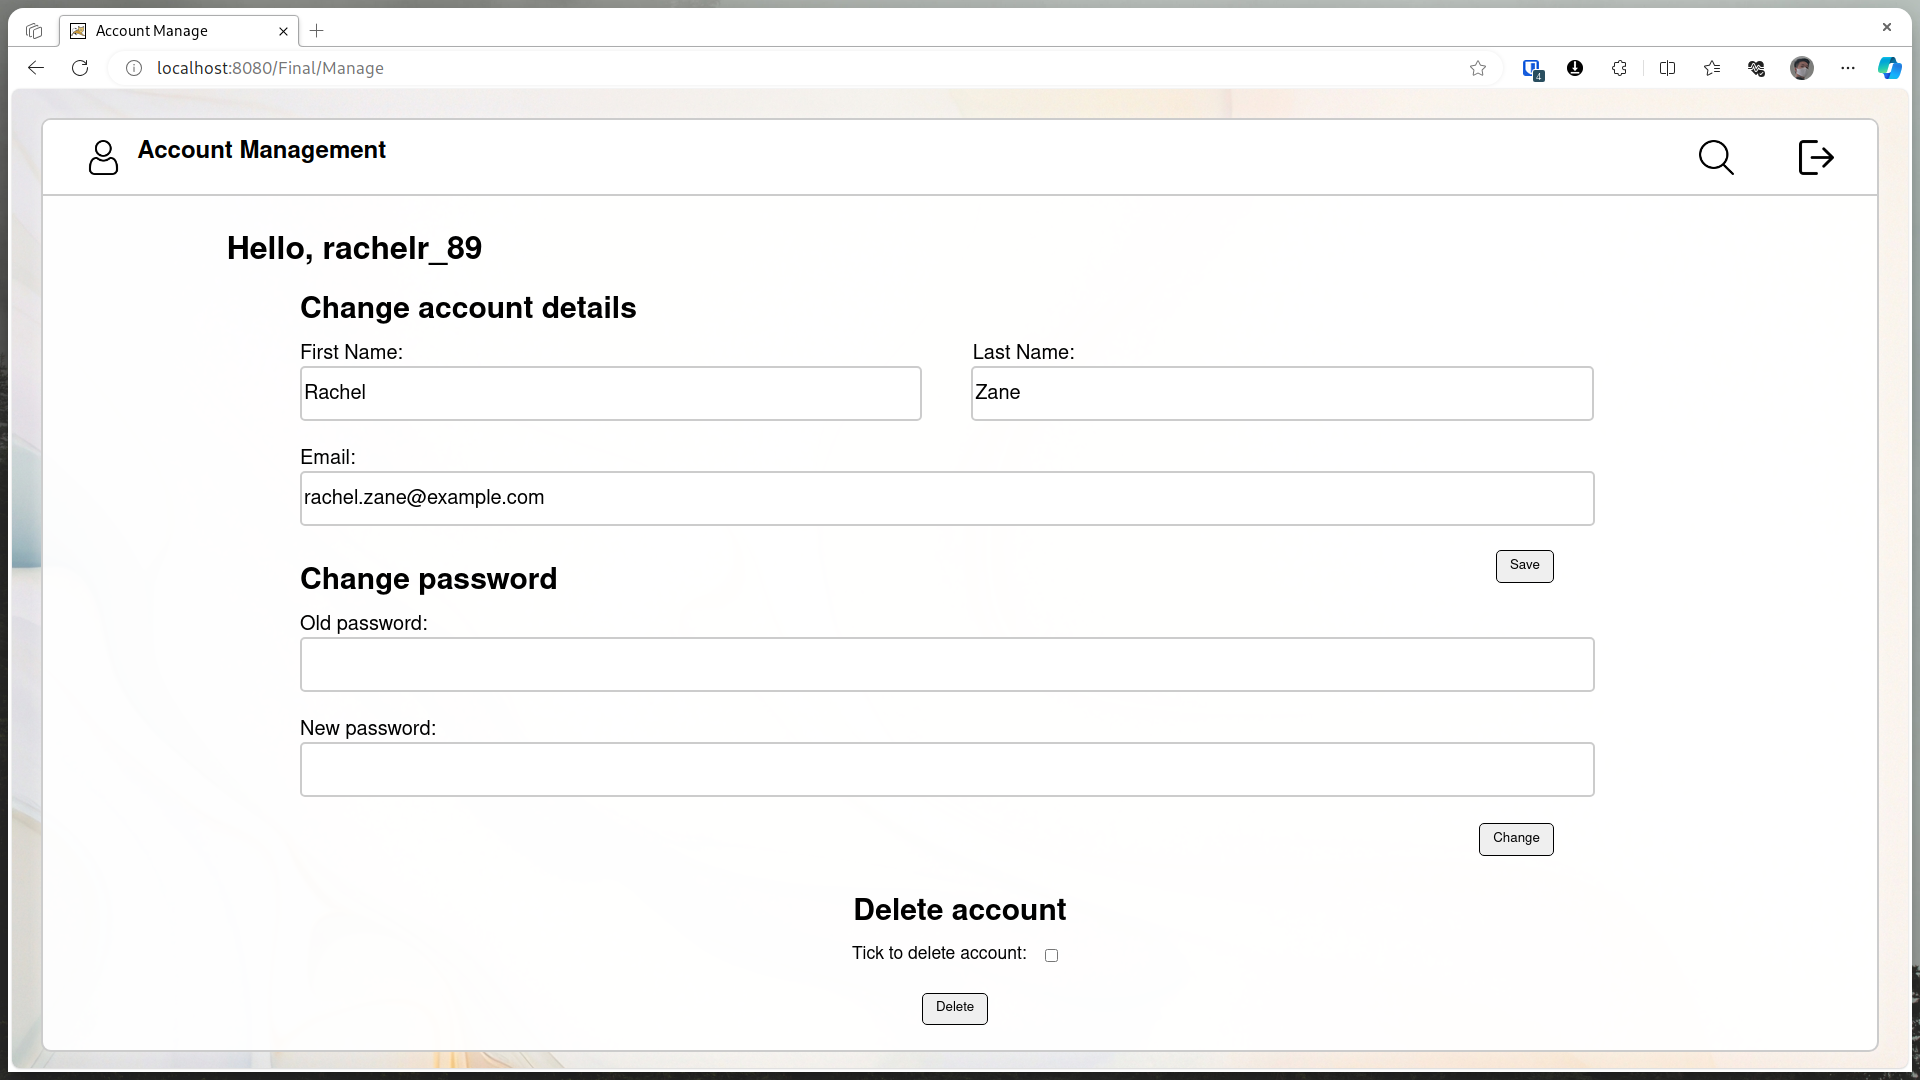 Account Manage
localhost:8080/Final/Manage
4
Account Management
Hello, rachelr_89
Change account details
First Name:
Last Name:
Rachel
Zane
Email:
rachel.zane@example.com
Save
Change password
Old password:
New password:
Change
Delete account
Tick to delete account:
Delete